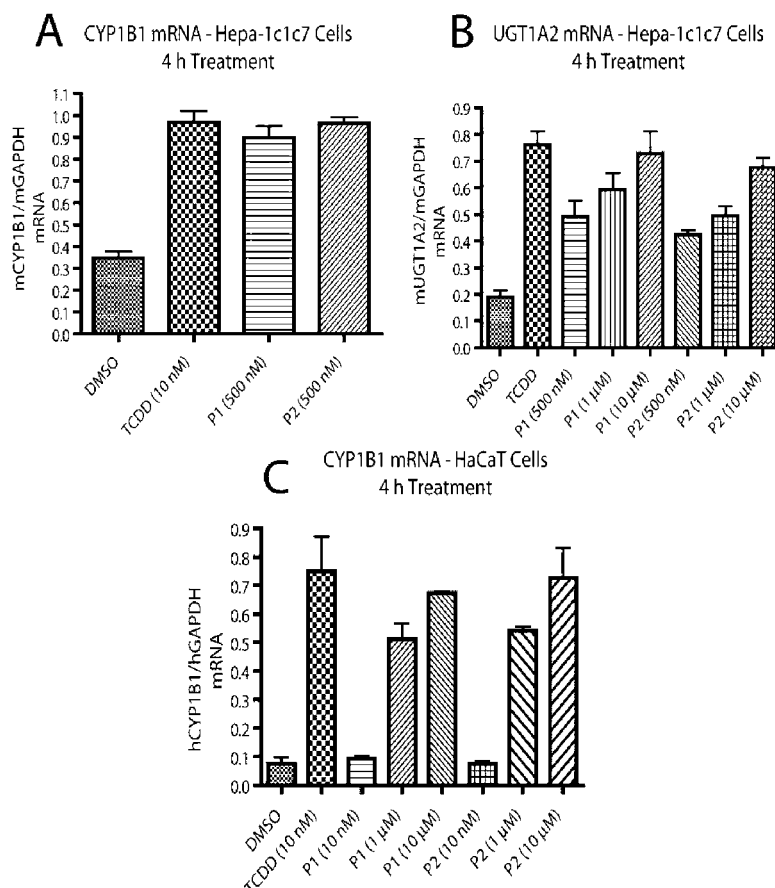 A
CYP1B1 mRNA - Hepa-1c1c7 Cells
4 h Treatment
mCYP1B1/mGAPDH
mRNA
1.1
1.0
0.9
0.8
0.7
0.6
0.5
0.4
0.3
0.2
0.1
0.0
DMSO
TCDD (10 nM)
P1 (500 nM)
P2 (500 nM)
B
UGT1A2 mRNA - Hepa-1c1c7 Cells
4 h Treatment
mUGT1A2/mGAPDH
mRNA
0.9
0.8
0.7
0.6
0.5
0.4
0.3
0.2
0.1
0.0
DMSO
TCDD
P1 (500 nM)
P1 (1 µM)
P1 (10 µM)
P2 (500 nM)
P2 (1 µM)
P2 (10 µM)
C
CYP1B1 mRNA - HaCaT Cells
4 h Treatment
hCYP1B1/hGAPDH
mRNA
0.9
0.8
0.7
0.6
0.5
0.4
0.3
0.2
0.1
0.0
DMSO
TCDD (10 nM)
P1 (10 nM)
P1 (1 µM)
P1 (10 µM)
P2 (10 nM)
P2 (1 µM)
P2 (10 µM)